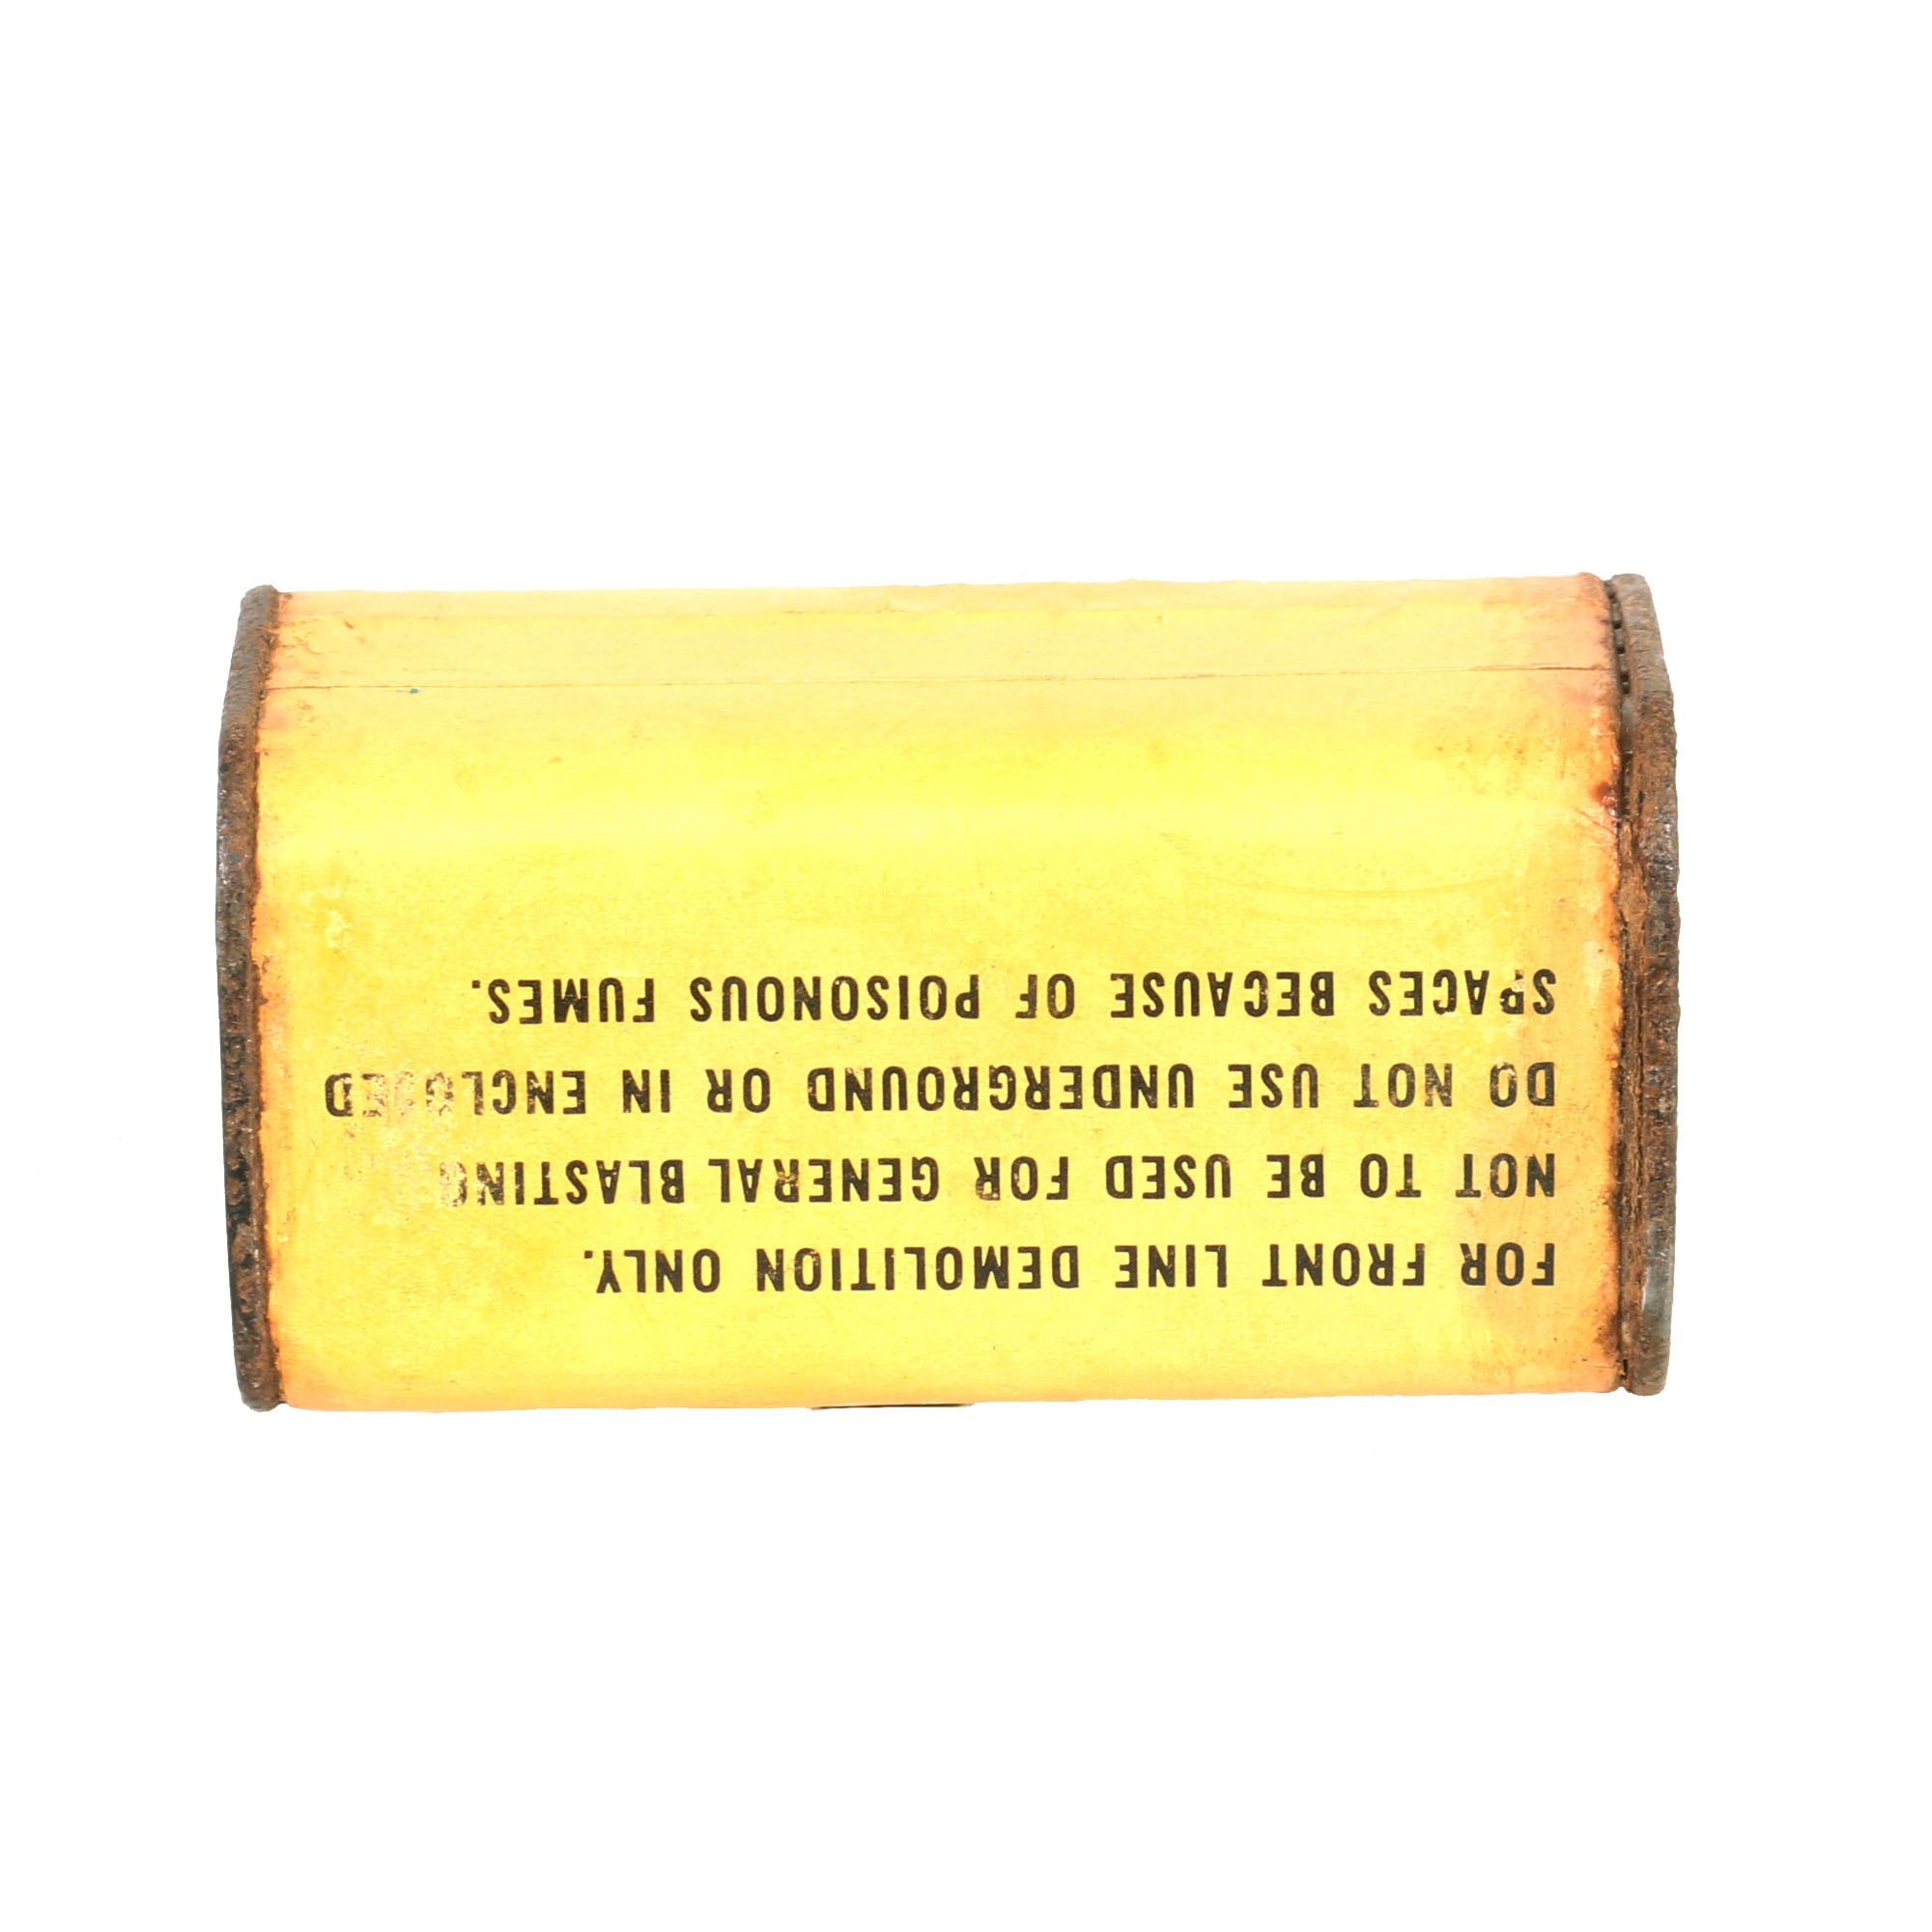 FOR FRONT LINE DEMOLITION ONLY.
NOT TO BE USED FOR GENERAL BLASTING
DO NOT USE UNDERGROUND OR IN ENCLOSED
SPACES BECAUSE OF POISONOUS FUMES.